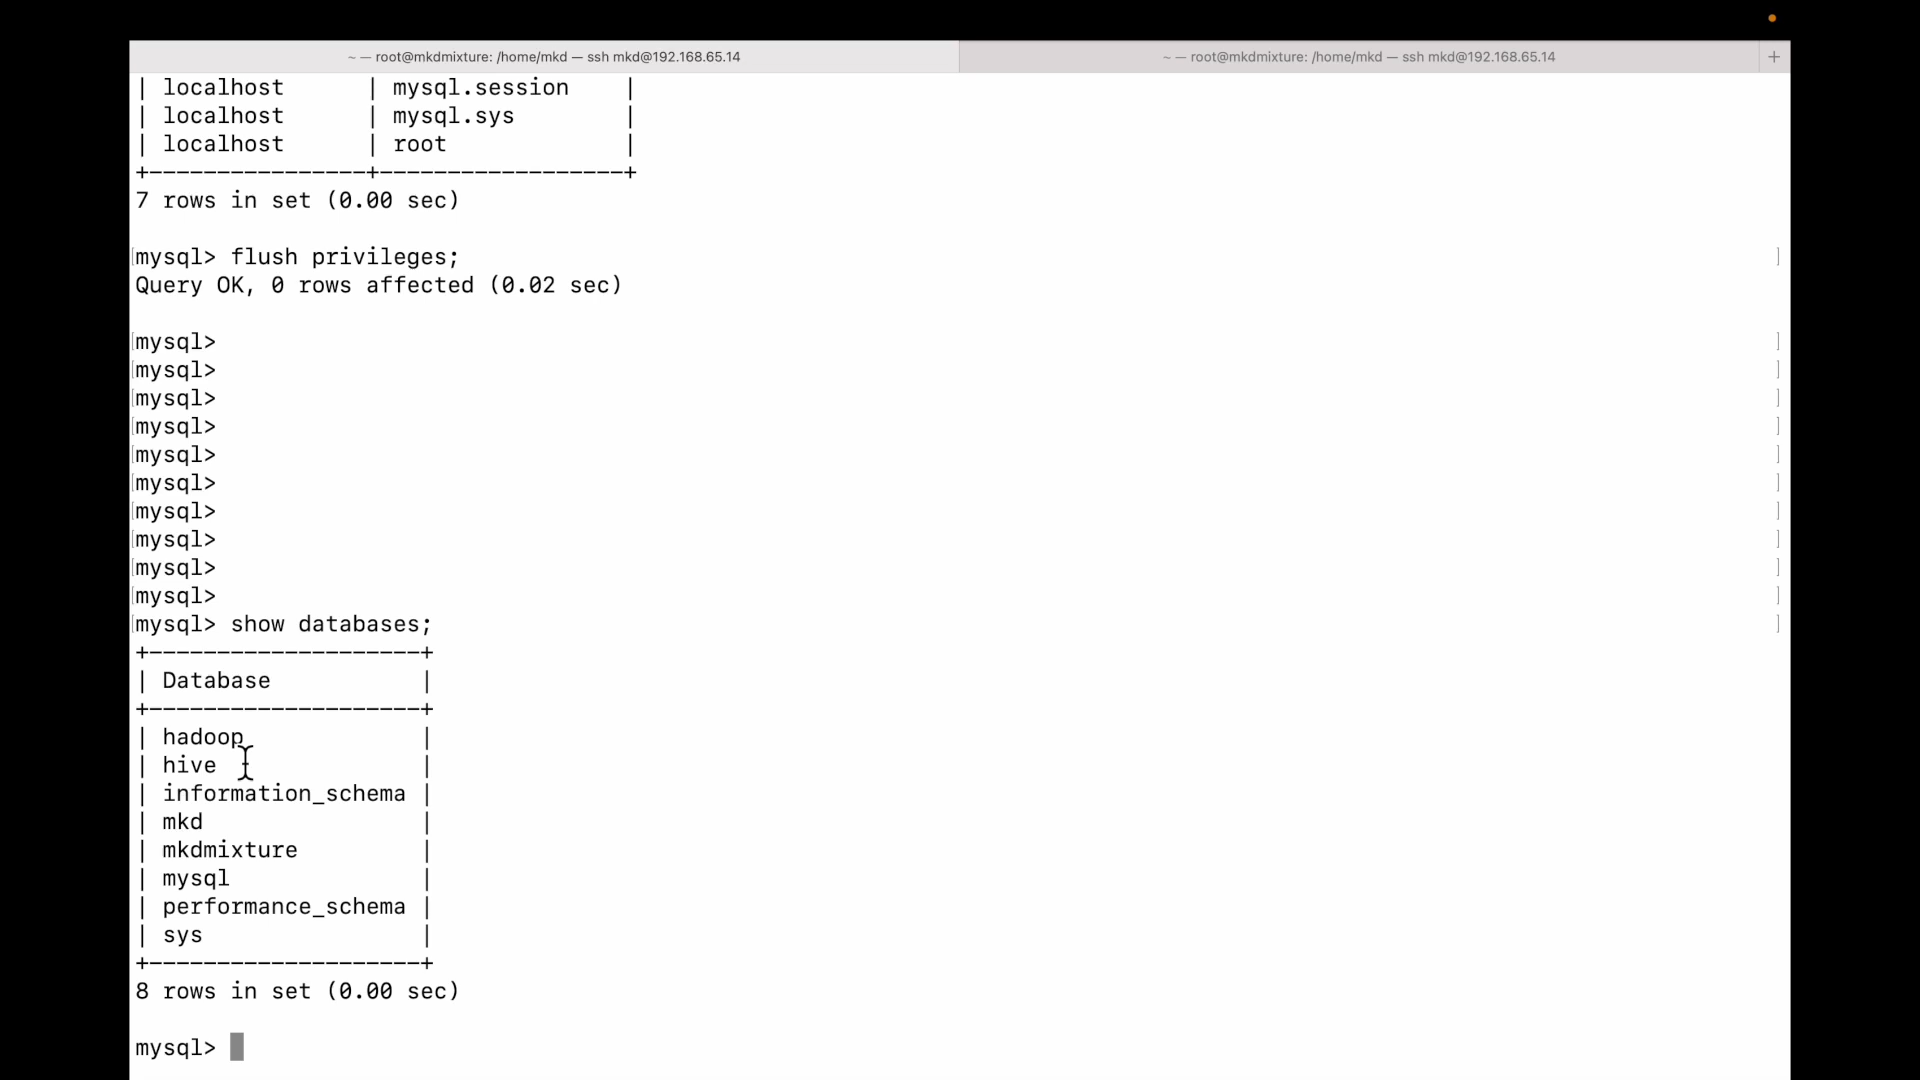 ~ — root@mkdmixture: /home/mkd — ssh mkd@192.168.65.14
~ — root@mkdmixture: /home/mkd — ssh mkd@192.168.65.14
+
| localhost      | mysql.session    |
| localhost      | mysql.sys        |
| localhost      | root             |
+----------------+------------------+
7 rows in set (0.00 sec)
[mysql> flush privileges; ]
Query OK, 0 rows affected (0.02 sec)
[mysql> ]
[mysql> ]
[mysql> ]
[mysql> ]
[mysql> ]
[mysql> ]
[mysql> ]
[mysql> ]
[mysql> ]
[mysql> ]
[mysql> show databases; ]
+--------------------+
| Database           |
+--------------------+
| hadoop             |
| hive               |
| information_schema |
| mkd                |
| mkdmixture         |
| mysql              |
| performance_schema |
| sys                |
+--------------------+
8 rows in set (0.00 sec)
mysql>